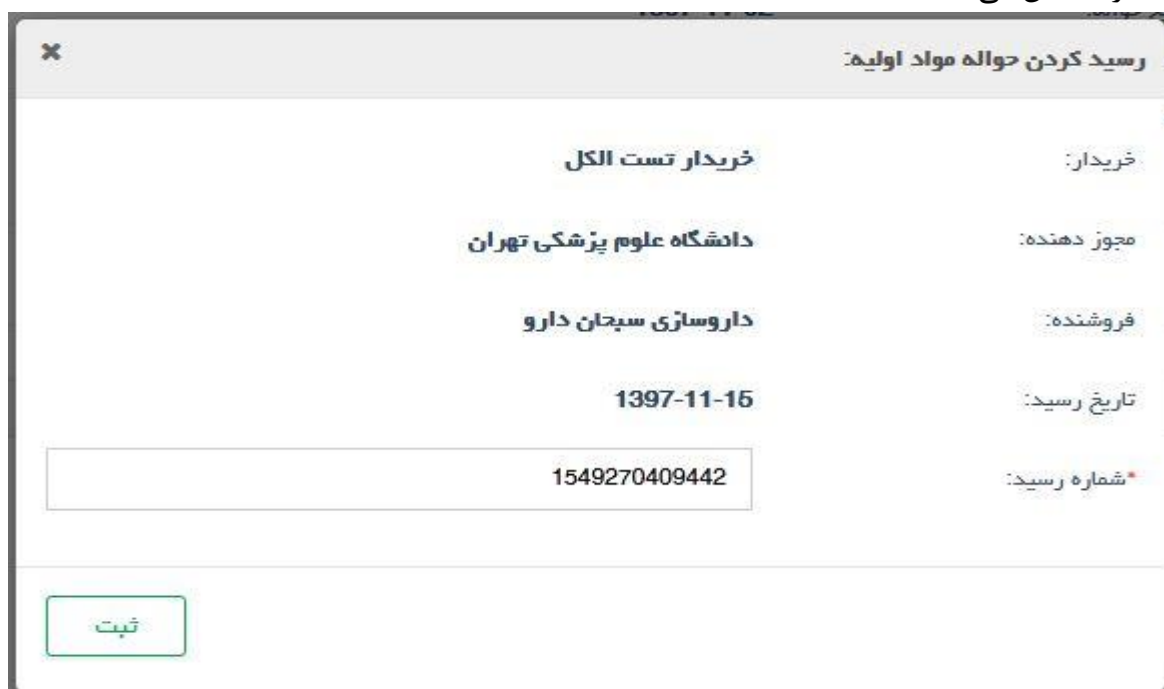 رسید کردن حواله مواد اولیه:
خریدار: خریدار تست الکل
مجوز دهنده: دانشگاه علوم پزشکی تهران
فروشنده: داروسازی سبحان دارو
تاریخ رسید: 1397-11-15
*شماره رسید: 1549270409442
ثبت